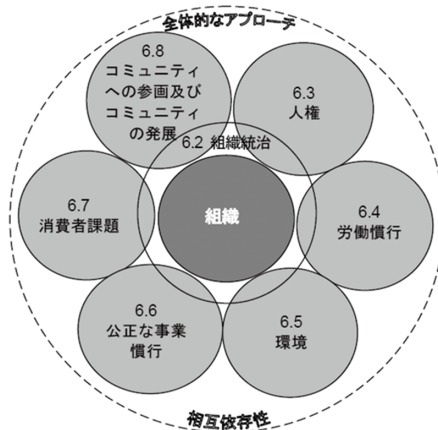 全体的なアプローチ
6.8
コミュニティ
への参画及び
コミュニティ
の発展
6.3
人権
6.2 組織統治
6.7
消費者課題
組織
6.4
労働慣行
6.6
公正な事業
慣行
6.5
環境
相互依存性